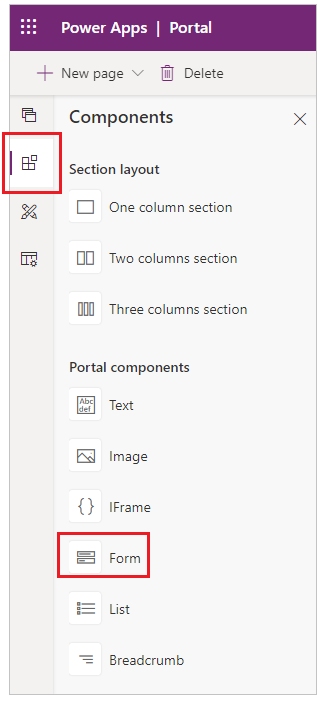 Power Apps | Portal
New page Delete
Components
Section layout
One column section
Two columns section
Three columns section
Portal components
Abc
def
Text
Image
IFrame
Form
List
Breadcrumb